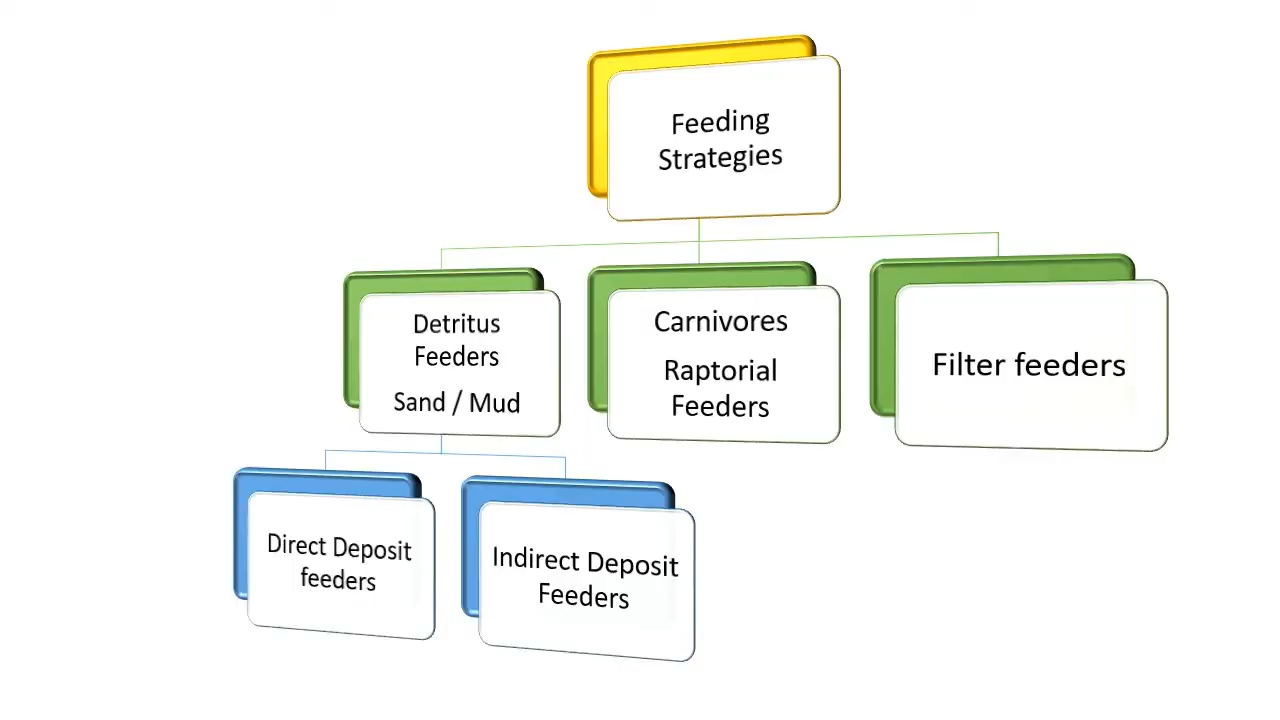 Feeding
Strategies
Detritus
Feeders
Sand / Mud
Carnivores
Raptorial
Feeders
Filter feeders
Direct Deposit
feeders
Indirect Deposit
Feeders